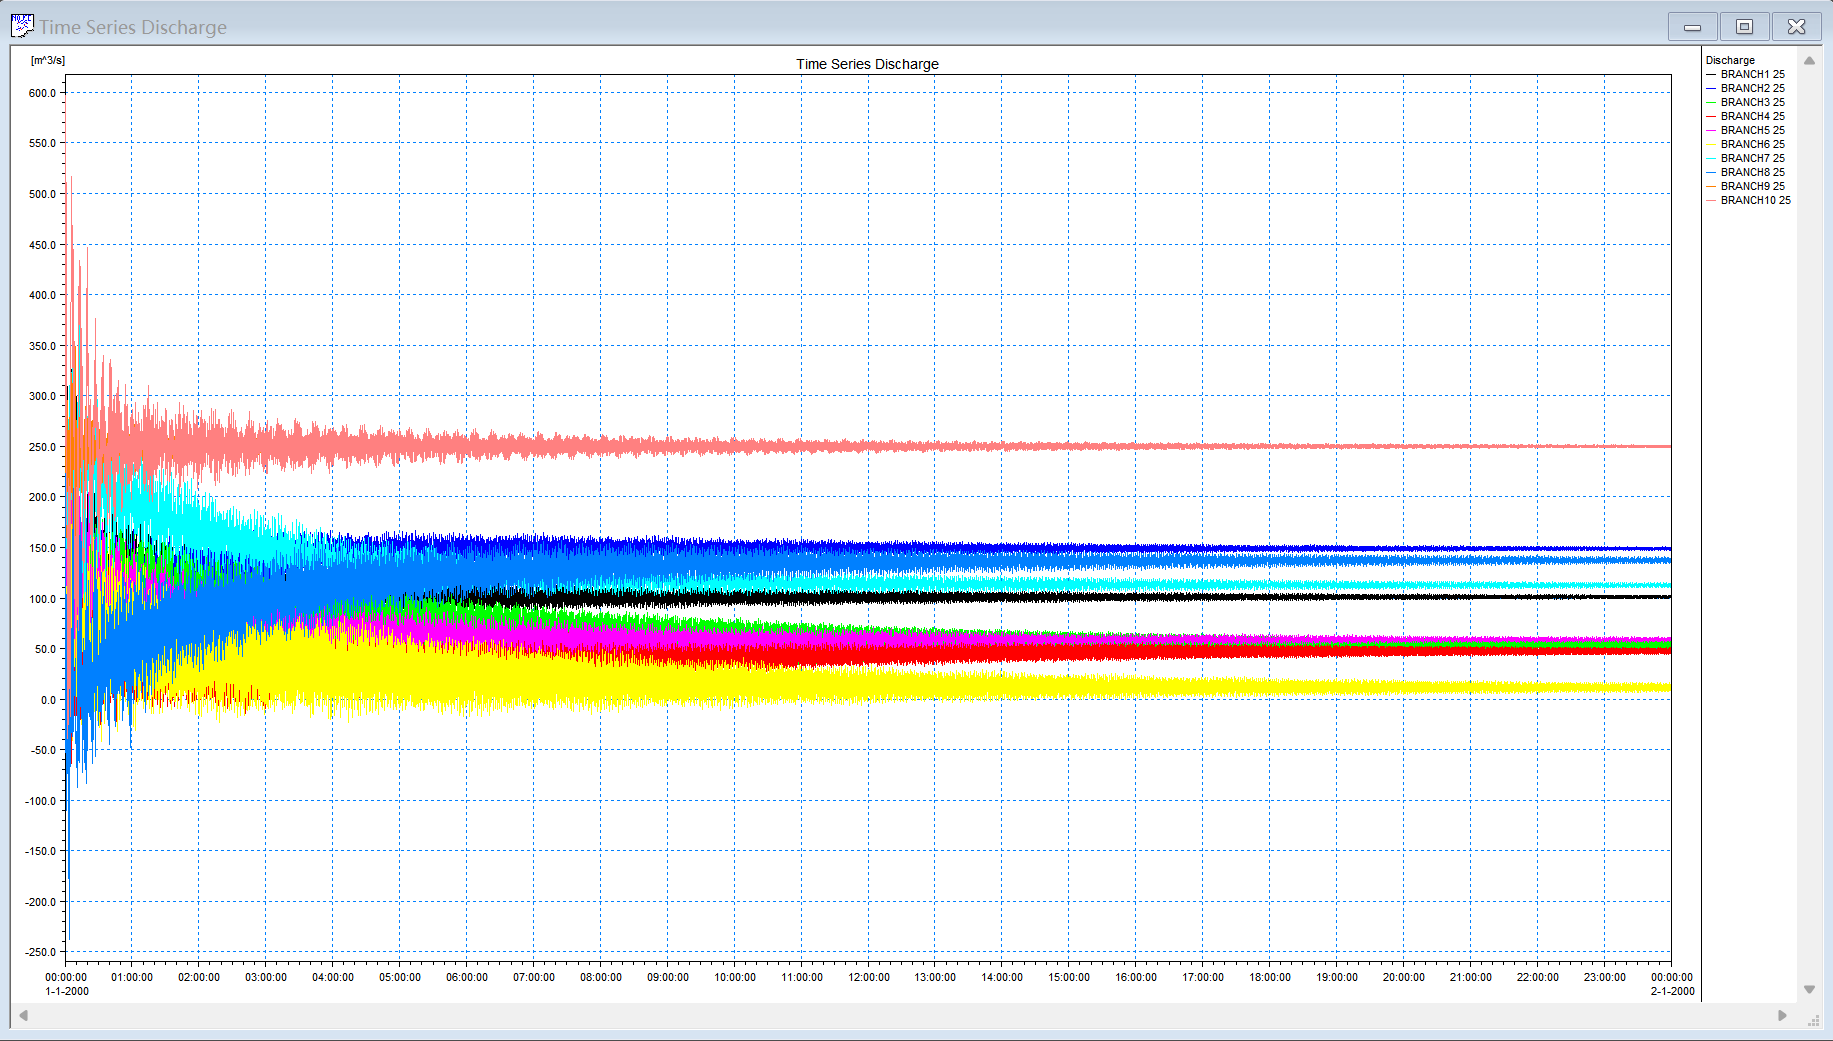 Time Series Discharge
[m^3/s]
Time Series Discharge
600.0
550.0
500.0
450.0
400.0
350.0
300.0
250.0
200.0
150.0
100.0
50.0
0.0
-50.0
-100.0
-150.0
-200.0
-250.0
00:00:00 01:00:00 02:00:00 03:00:00 04:00:00 05:00:00 06:00:00 07:00:00 08:00:00 09:00:00 10:00:00 11:00:00 12:00:00 13:00:00 14:00:00 15:00:00 16:00:00 17:00:00 18:00:00 19:00:00 20:00:00 21:00:00 22:00:00 23:00:00 00:00:00
1-1-2000 2-1-2000
Discharge
BRANCH1 25
BRANCH2 25
BRANCH3 25
BRANCH4 25
BRANCH5 25
BRANCH6 25
BRANCH7 25
BRANCH8 25
BRANCH9 25
BRANCH10 25